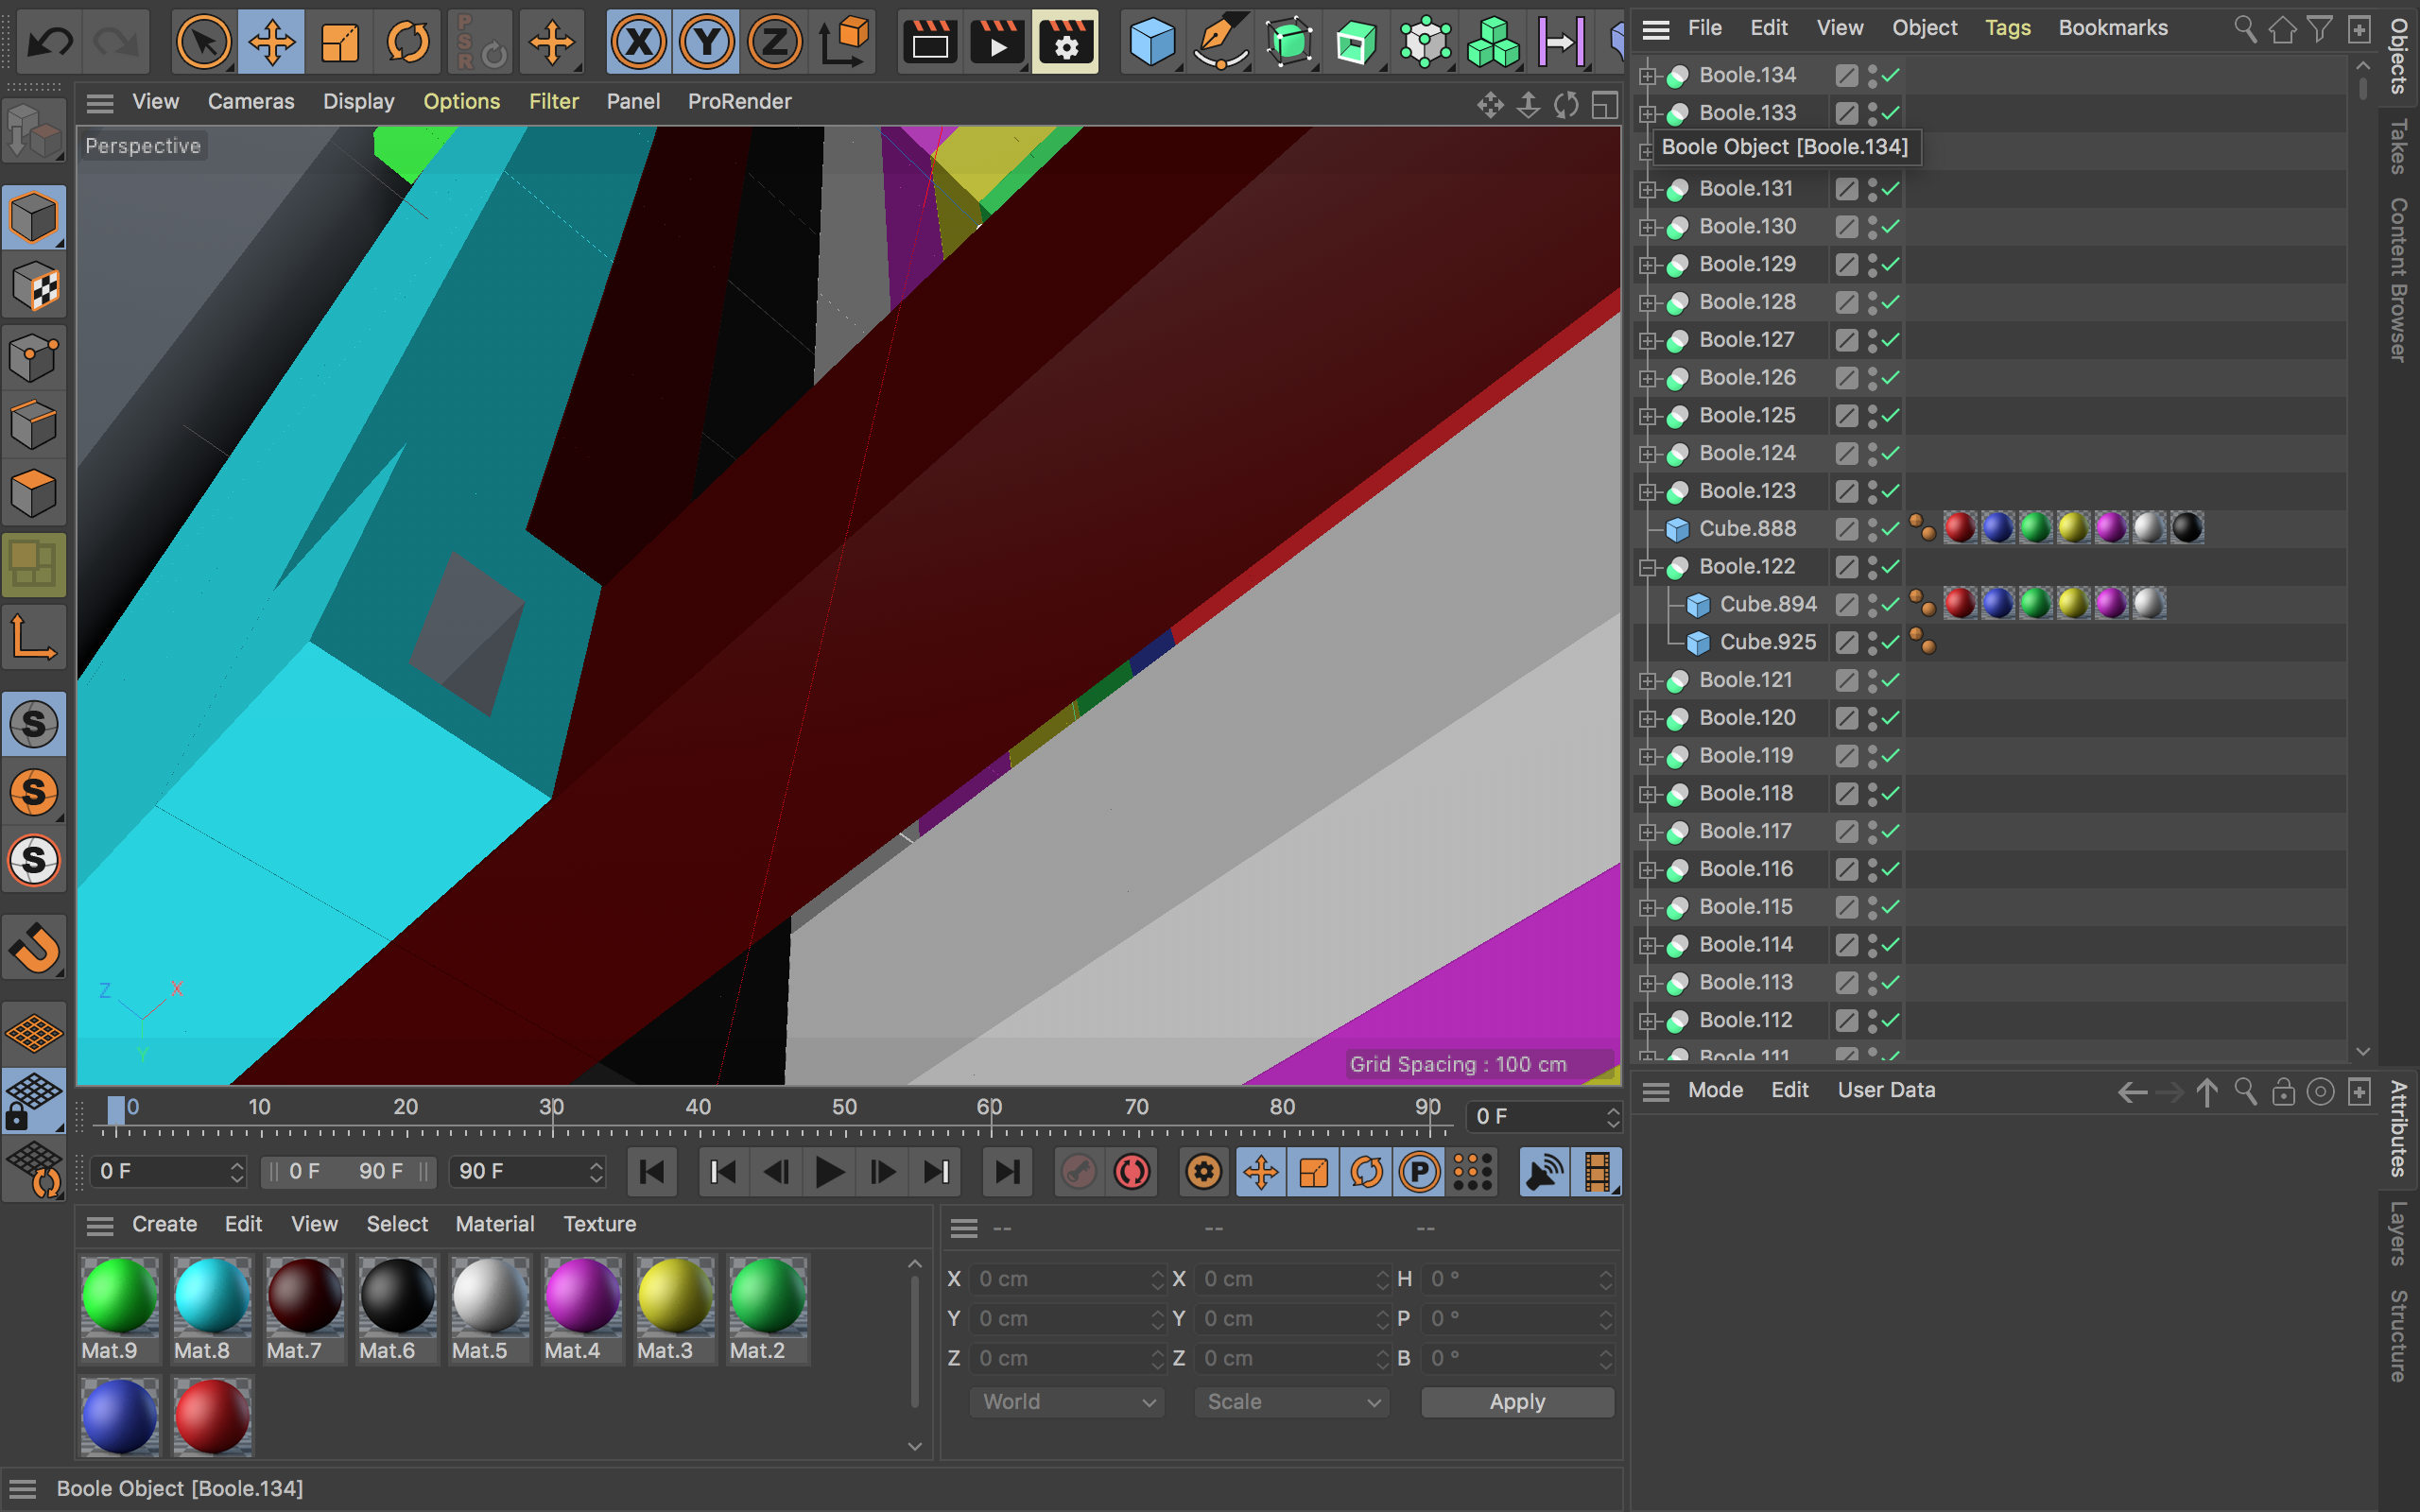 File Edit View Object Tags Bookmarks
PSR
X Y Z
View Cameras Display Options Filter Panel ProRender
Perspective
Boole.134
Boole.133
Boole Object [Boole.134]
Boole.131
Boole.130
Boole.129
Boole.128
Boole.127
Boole.126
Boole.125
Boole.124
Boole.123
Cube.888
Boole.122
Cube.894
Cube.925
Boole.121
Boole.120
Boole.119
Boole.118
Boole.117
Boole.116
Boole.115
Boole.114
Boole.113
Boole.112
Boole.111
Objects
Takes
Content Browser
S
S
S
Z X
Y
Grid Spacing : 100 cm
0 10 20 30 40 50 60 70 80 90 0 F
0 F 0 F 90 F 90 F P
Mode Edit User Data
Attributes
Layers
Structure
Create Edit View Select Material Texture
Mat.9 Mat.8 Mat.7 Mat.6 Mat.5 Mat.4 Mat.3 Mat.2
-- -- --
X 0 cm X 0 cm H 0 °
Y 0 cm Y 0 cm P 0 °
Z 0 cm Z 0 cm B 0 °
World Scale Apply
Boole Object [Boole.134]